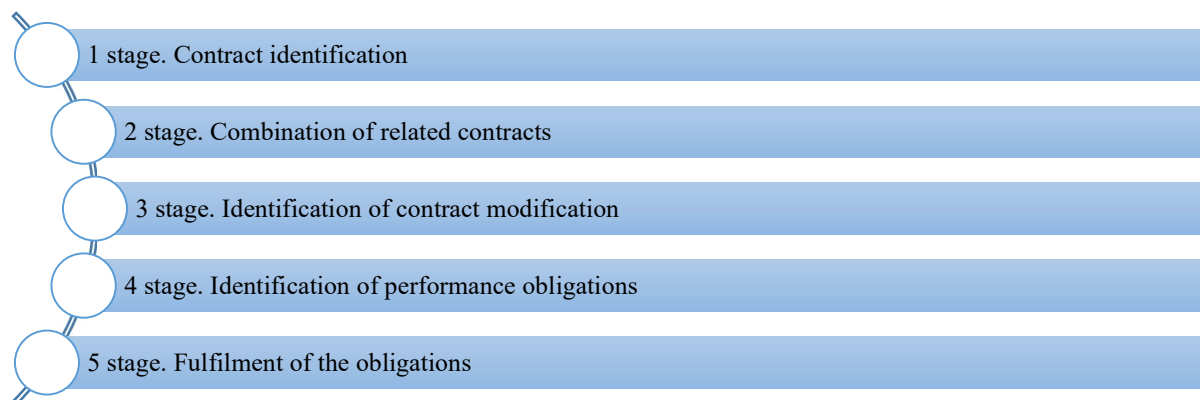 1 stage. Contract identification
2 stage. Combination of related contracts
3 stage. Identification of contract modification
4 stage. Identification of performance obligations
5 stage. Fulfilment of the obligations